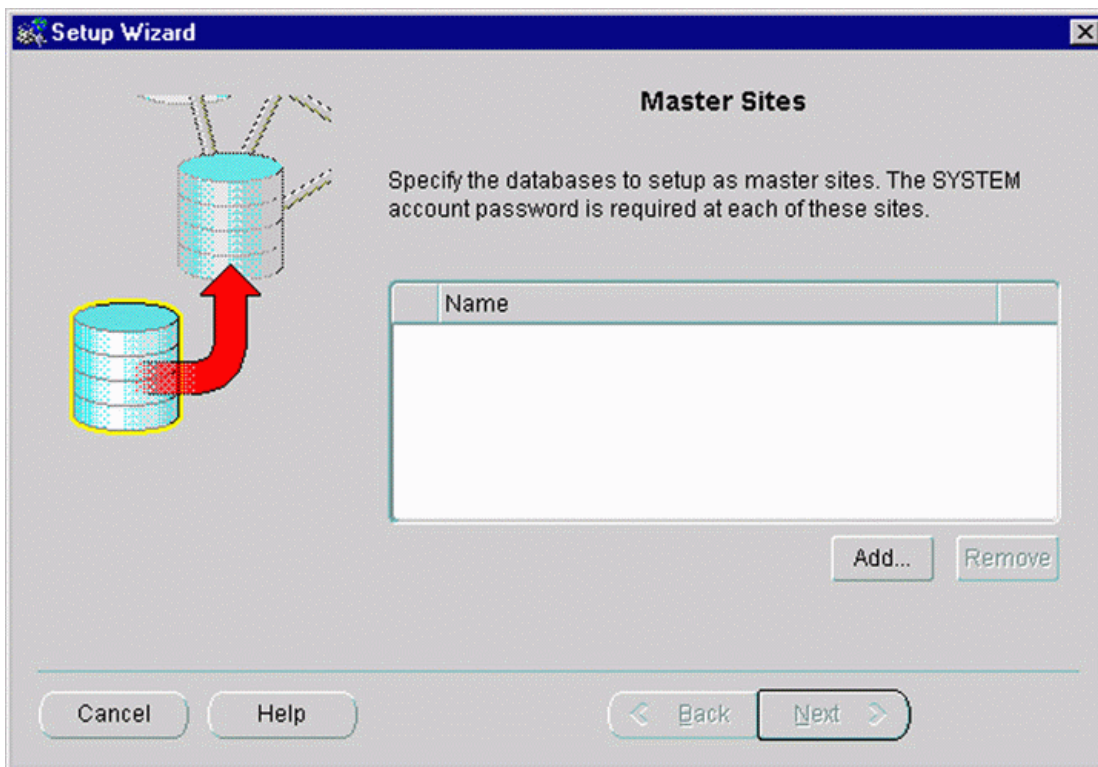 Setup Wizard
Master Sites
Specify the databases to setup as master sites. The SYSTEM
account password is required at each of these sites.
Name
Add...
Remove
Cancel
Help
Back
Next